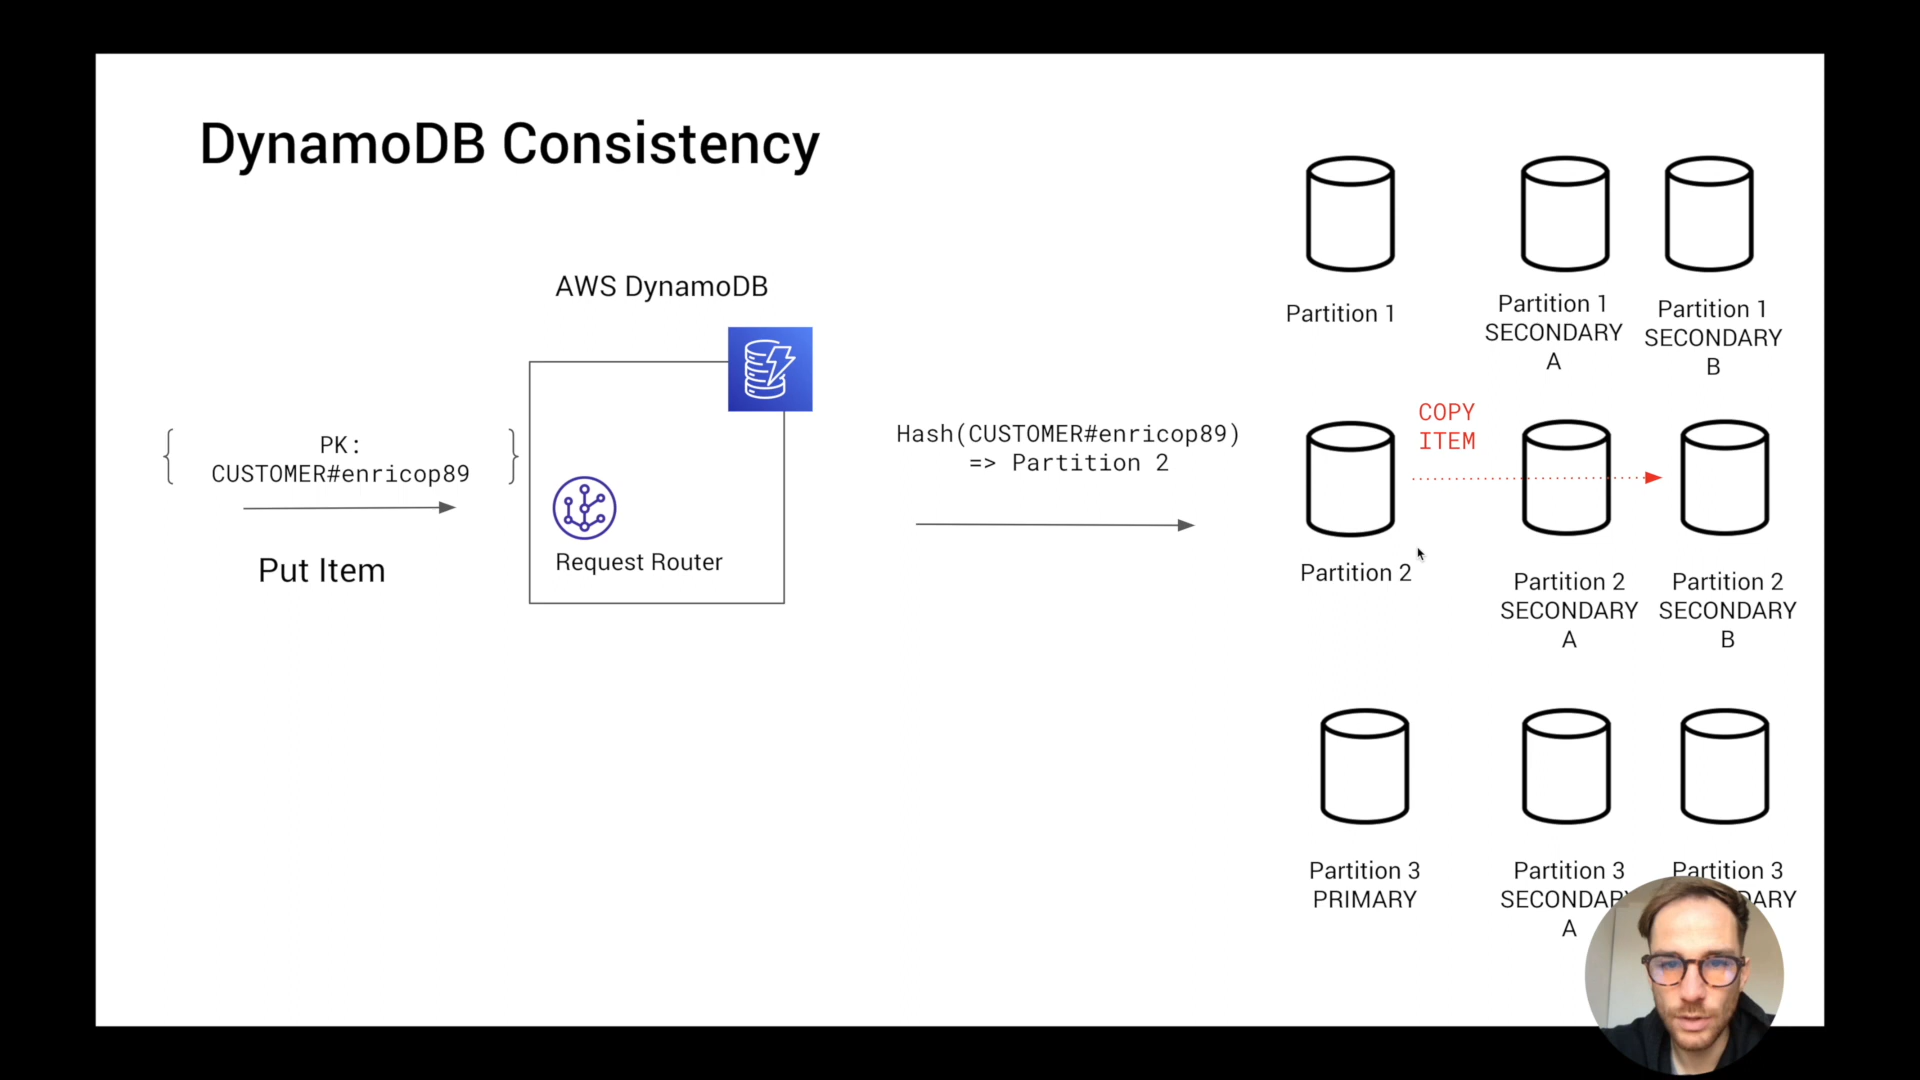 DynamoDB Consistency
AWS DynamoDB
{ PK: }
CUSTOMER#enricop89
Put Item
Request Router
Hash(CUSTOMER#enricop89)
=> Partition 2
Partition 1
Partition 1
SECONDARY
A
Partition 1
SECONDARY
B
COPY
ITEM
Partition 2
Partition 2
SECONDARY
A
Partition 2
SECONDARY
B
Partition 3
PRIMARY
Partition 3
SECONDARY
A
Partition 3